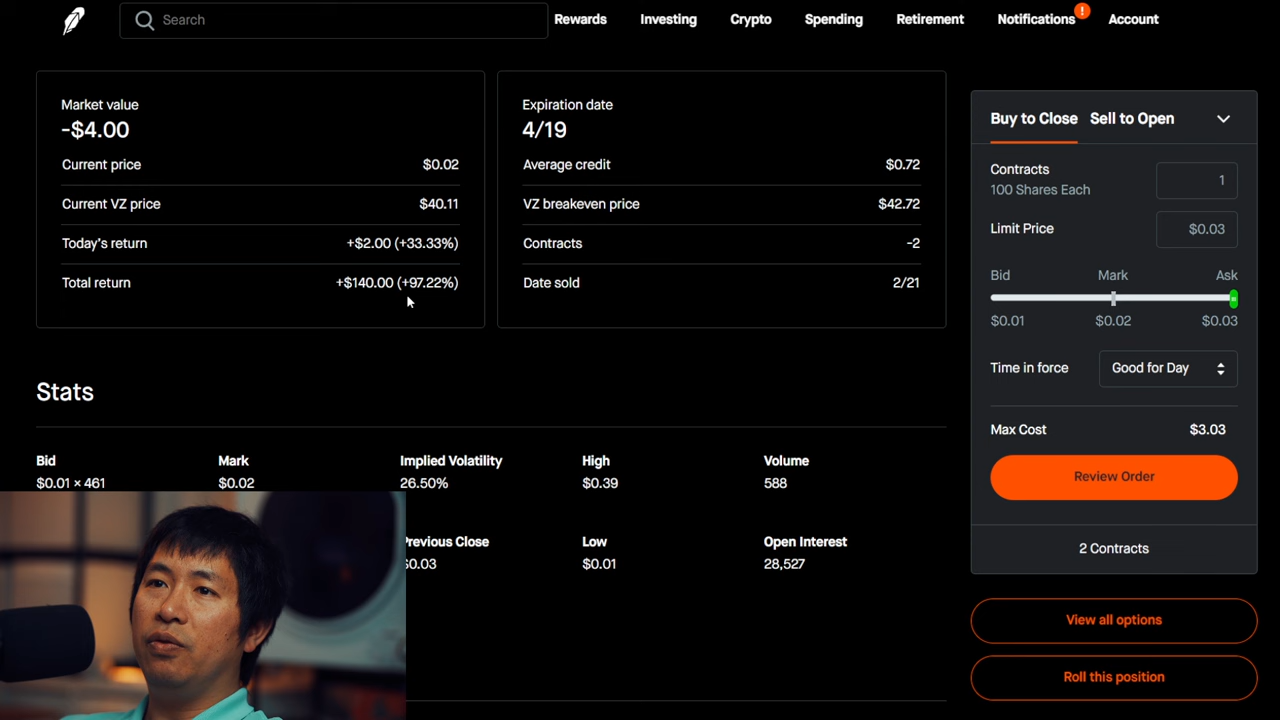 Search
Rewards
Investing
Crypto
Spending
Retirement
Notifications !
Account
Market value
-$4.00
Current price $0.02
Current VZ price $40.11
Today's return +$2.00 (+33.33%)
Total return +$140.00 (+97.22%)
Expiration date
4/19
Average credit $0.72
VZ breakeven price $42.72
Contracts -2
Date sold 2/21
Buy to Close Sell to Open
Contracts
100 Shares Each
1
Limit Price $0.03
Bid Mark Ask
$0.01 $0.02 $0.03
Time in force Good for Day
Max Cost $3.03
Review Order
2 Contracts
View all options
Roll this position
Stats
Bid Mark Implied Volatility High Volume
$0.01 × 461 $0.02 26.50% $0.39 588
Previous Close Low Open Interest
$0.03 $0.01 28,527